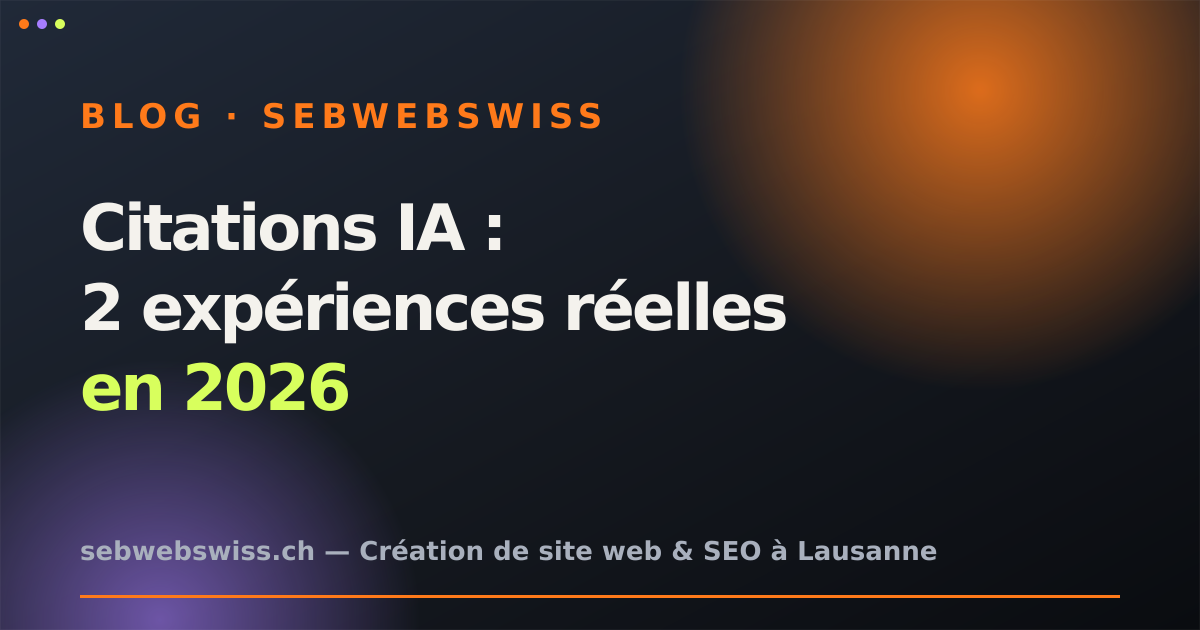 BLOG · SEBWEBSWISS
Citations IA :
2 expériences réelles
en 2026
sebwebswiss.ch — Création de site web & SEO à Lausanne